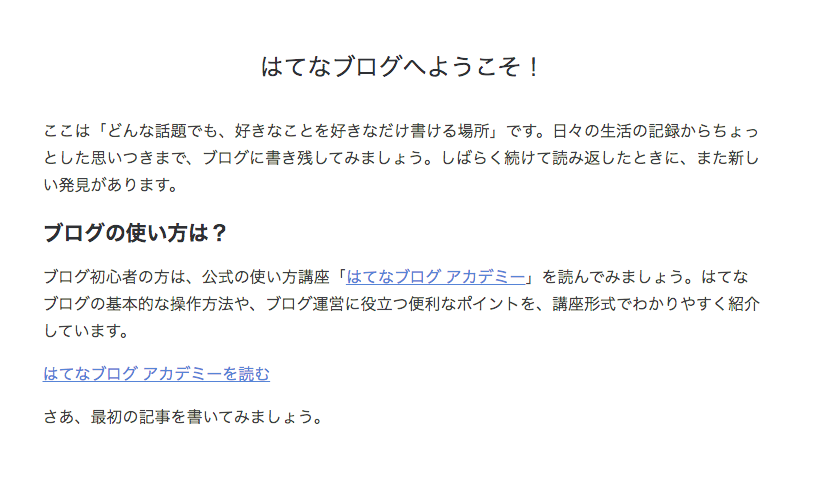 はてなブログへようこそ！
ここは「どんな話題でも、好きなことを好きなだけ書ける場所」です。日々の生活の記録からちょっ
とした思いつきまで、ブログに書き残してみましょう。しばらく続けて読み返したときに、また新し
い発見があります。
ブログの使い方は？
ブログ初心者の方は、公式の使い方講座「はてなブログ アカデミー」を読んでみましょう。はてな
ブログの基本的な操作方法や、ブログ運営に役立つ便利なポイントを、講座形式でわかりやすく紹介
しています。
はてなブログ アカデミーを読む
さあ、最初の記事を書いてみましょう。